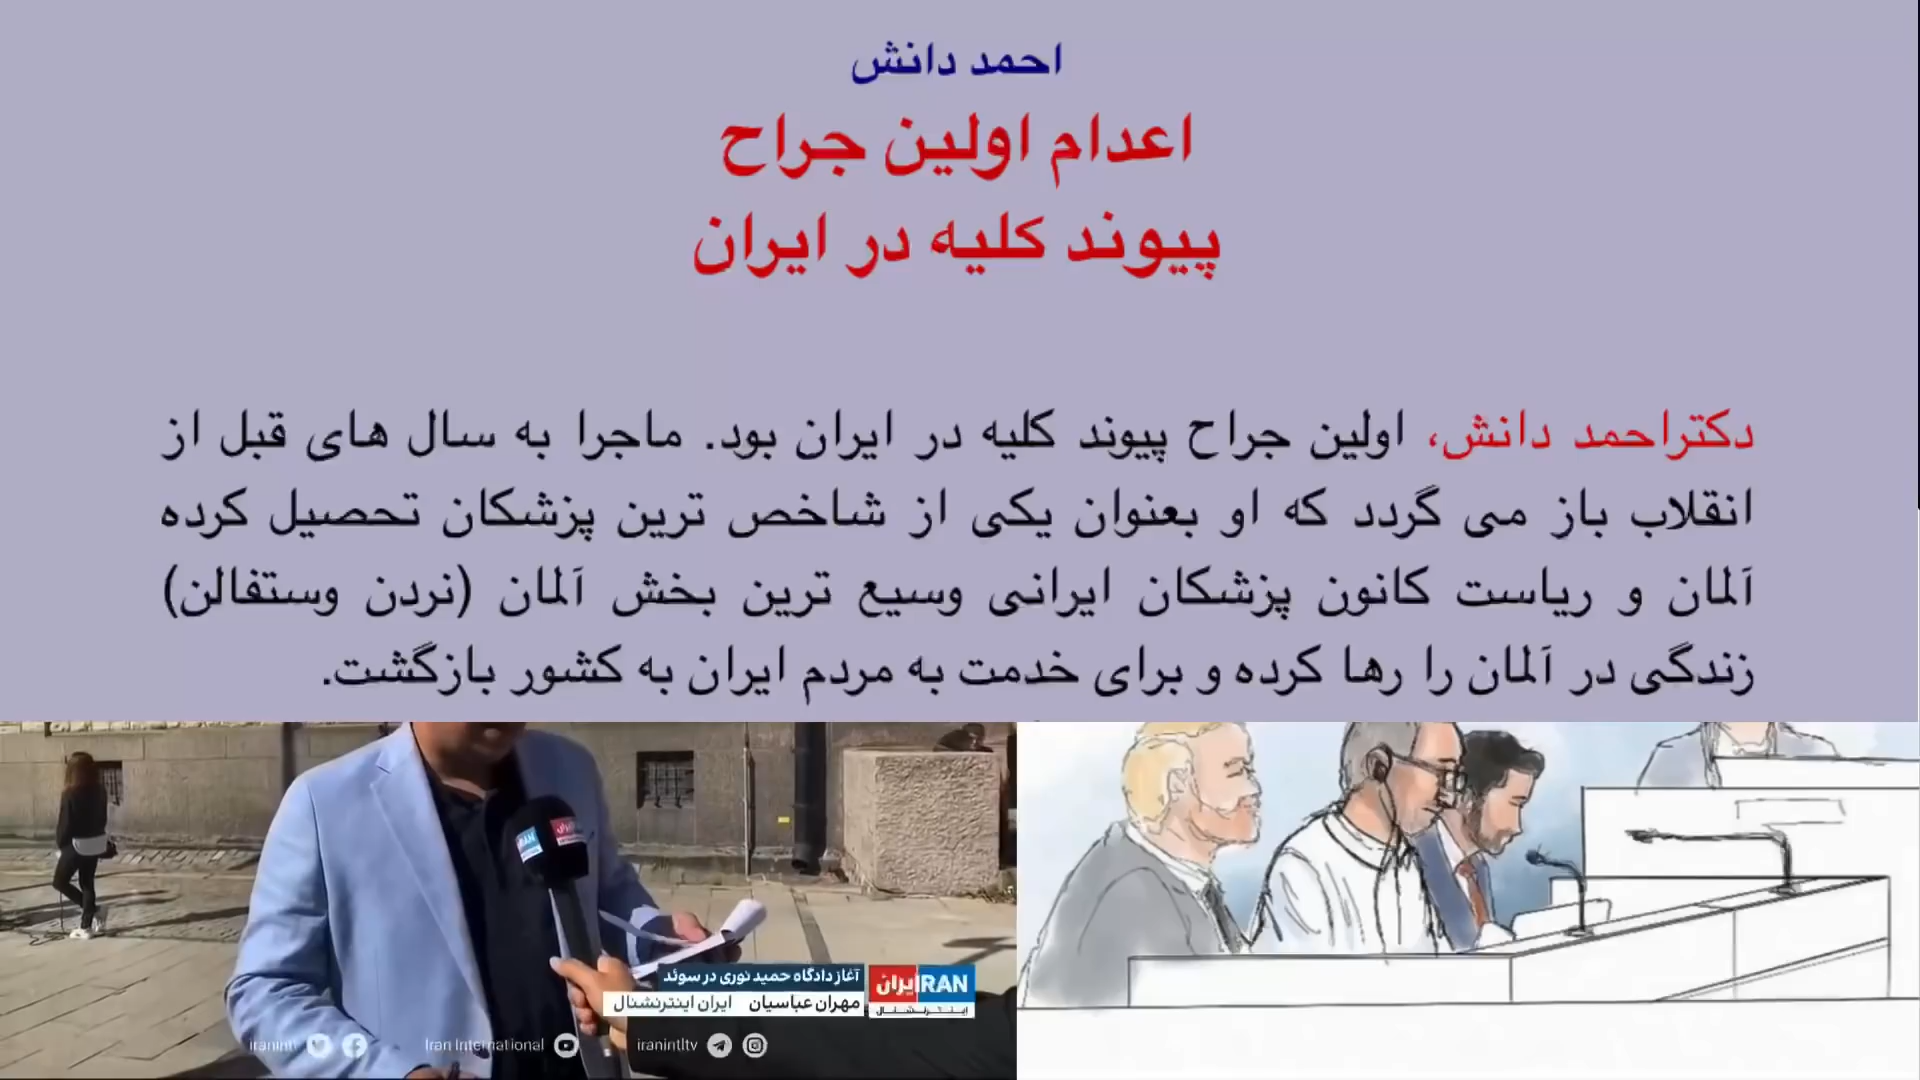 احمد دانش
اعدام اولین جراح
پیوند کلیه در ایران
دکتراحمد دانش، اولین جراح پیوند کلیه در ایران بود. ماجرا به سال های قبل از
انقلاب باز می گردد که او بعنوان یکی از شاخص ترین پزشکان تحصیل کرده
آلمان و ریاست کانون پزشکان ایرانی وسیع ترین بخش آلمان (نردن وستفالن)
زندگی در آلمان را رها کرده و برای خدمت به مردم ایران به کشور بازگشت.
IRAN ایران
آغاز دادگاه حمید نوری در سوئد
مهران عباسیان ایران اینترنشنال
ایران IRAN
اینترنشنال
iranintl
Iran International
iranintltv